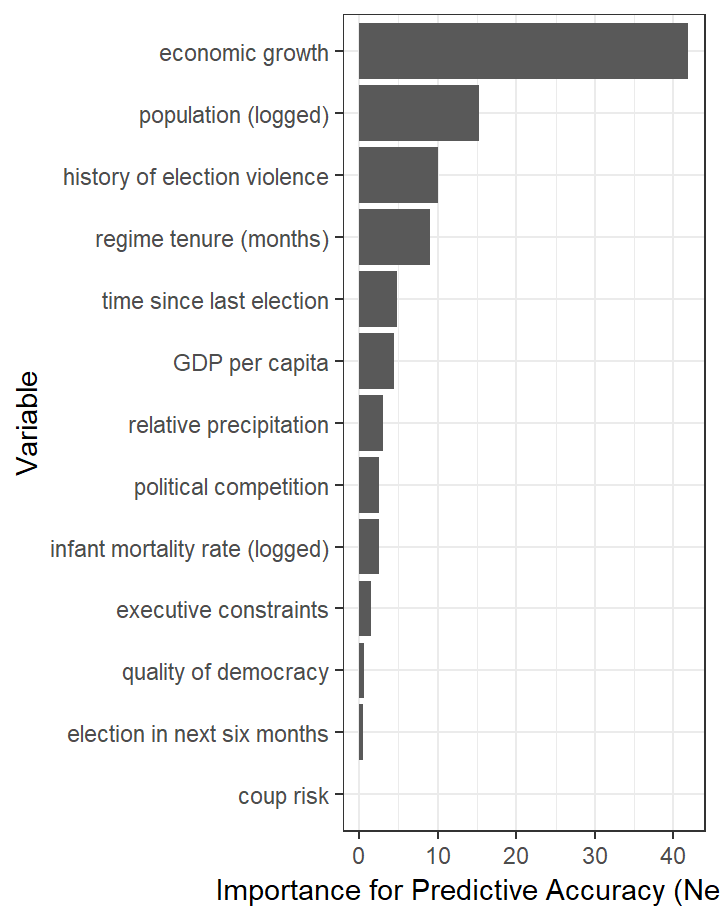 economic growth
population (logged)
history of election violence
regime tenure (months)
time since last election
GDP per capita
relative precipitation
political competition
infant mortality rate (logged)
executive constraints
quality of democracy
election in next six months
coup risk
Variable
0 10 20 30 40
Importance for Predictive Accuracy (Ne